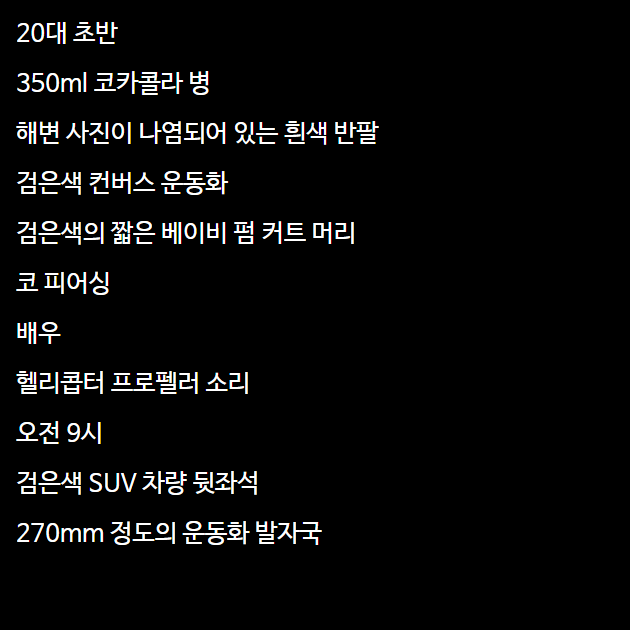 20대 초반
350ml 코카콜라 병
해변 사진이 나염되어 있는 흰색 반팔
검은색 컨버스 운동화
검은색의 짧은 베이비 펌 커트 머리
코 피어싱
배우
헬리콥터 프로펠러 소리
오전 9시
검은색 SUV 차량 뒷좌석
270mm 정도의 운동화 발자국